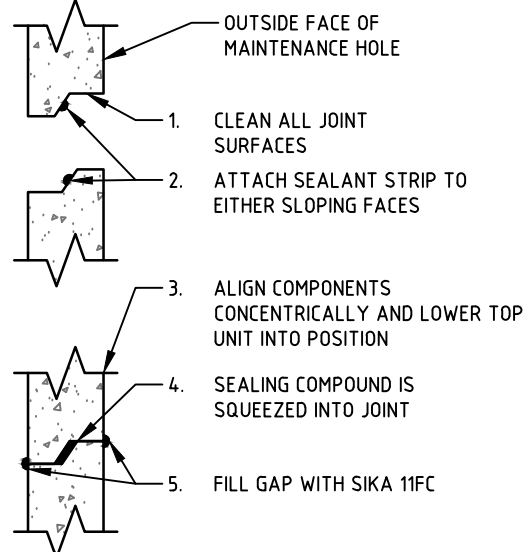 OUTSIDE FACE OF
MAINTENANCE HOLE
1. CLEAN ALL JOINT
SURFACES
2. ATTACH SEALANT STRIP TO
EITHER SLOPING FACES
3. ALIGN COMPONENTS
CONCENTRICALLY AND LOWER TOP
UNIT INTO POSITION
4. SEALING COMPOUND IS
SQUEEZED INTO JOINT
5. FILL GAP WITH SIKA 11FC